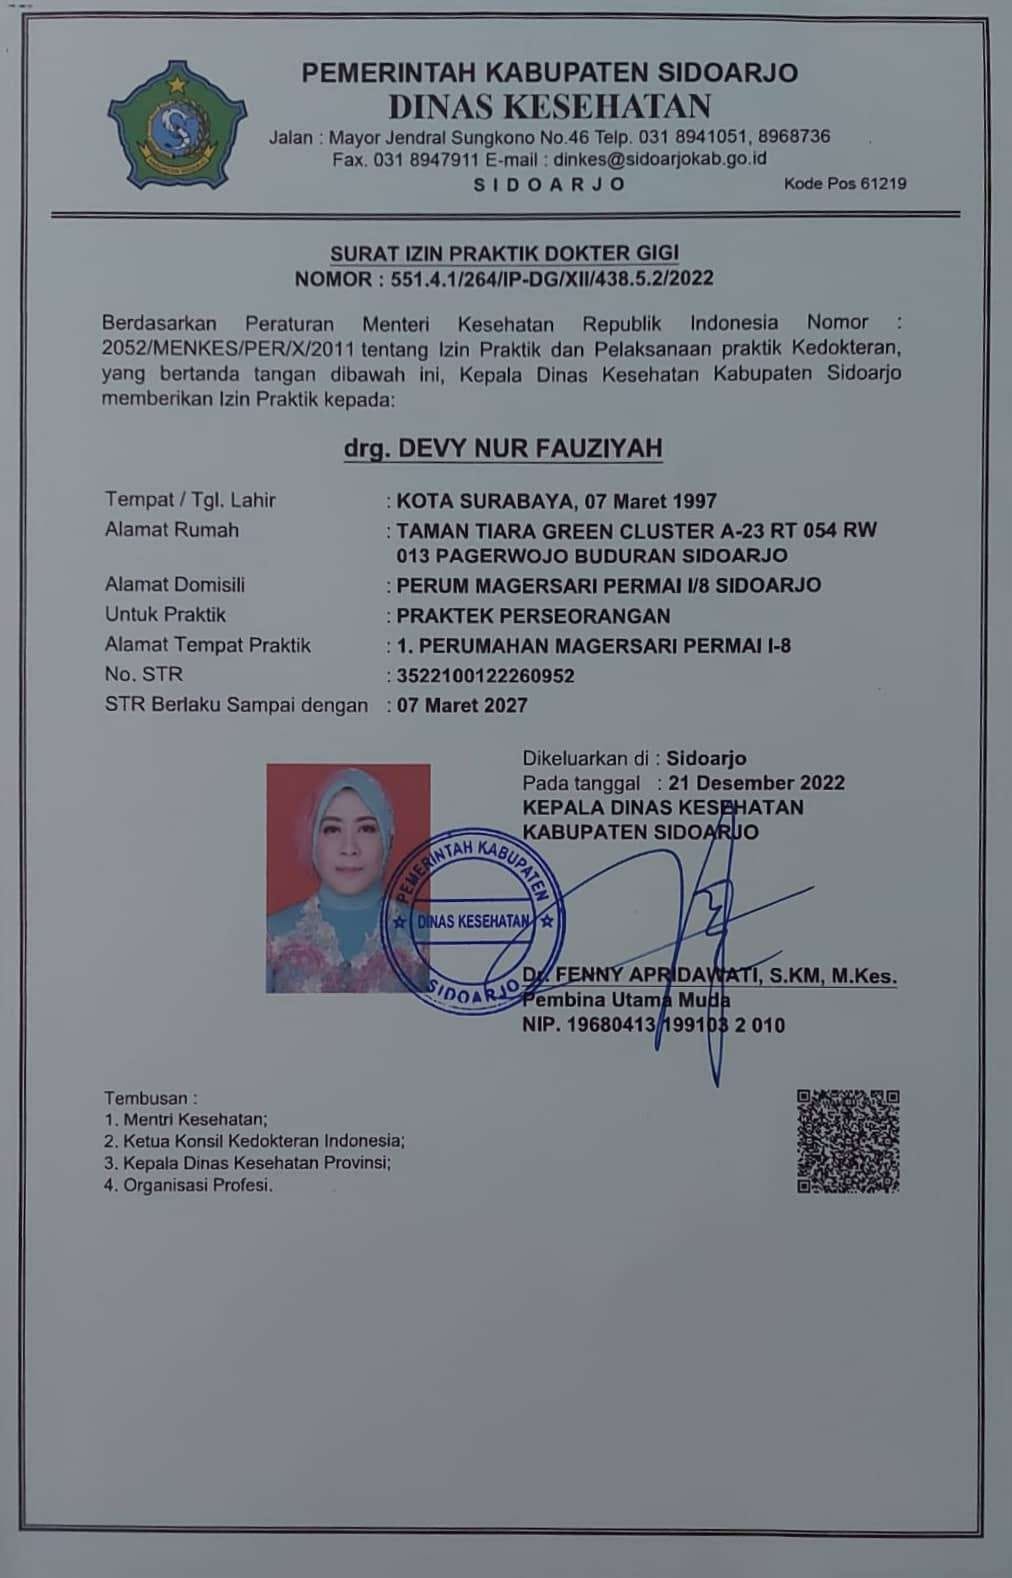 PEMERINTAH KABUPATEN SIDOARJO
DINAS KESEHATAN
Jalan : Mayor Jendral Sungkono No.46 Telp. 031 8941051, 8968736
Fax. 031 8947911 E-mail : dinkes@sidoarjokab.go.id
S I D O A R J O
Kode Pos 61219
SURAT IZIN PRAKTIK DOKTER GIGI
NOMOR : 551.4.1/264/IP-DG/XII/438.5.2/2022
Berdasarkan Peraturan Menteri Kesehatan Republik Indonesia Nomor :
2052/MENKES/PER/X/2011 tentang Izin Praktik dan Pelaksanaan praktik Kedokteran,
yang bertanda tangan dibawah ini, Kepala Dinas Kesehatan Kabupaten Sidoarjo
memberikan Izin Praktik kepada:
drg. DEVY NUR FAUZIYAH
Tempat / Tgl. Lahir : KOTA SURABAYA, 07 Maret 1997
Alamat Rumah : TAMAN TIARA GREEN CLUSTER A-23 RT 054 RW
013 PAGERWOJO BUDURAN SIDOARJO
Alamat Domisili : PERUM MAGERSARI PERMAI I/8 SIDOARJO
Untuk Praktik : PRAKTEK PERSEORANGAN
Alamat Tempat Praktik : 1. PERUMAHAN MAGERSARI PERMAI I-8
No. STR : 3522100122260952
STR Berlaku Sampai dengan : 07 Maret 2027
Dikeluarkan di : Sidoarjo
Pada tanggal : 21 Desember 2022
KEPALA DINAS KESEHATAN
KABUPATEN SIDOARJO
PEMERINTAH KABUPATEN
DINAS KESEHATAN
SIDOARJO
Dr. FENNY APRIDAWATI, S.KM, M.Kes.
Pembina Utama Muda
NIP. 19680413 199103 2 010
Tembusan :
1. Mentri Kesehatan;
2. Ketua Konsil Kedokteran Indonesia;
3. Kepala Dinas Kesehatan Provinsi;
4. Organisasi Profesi.